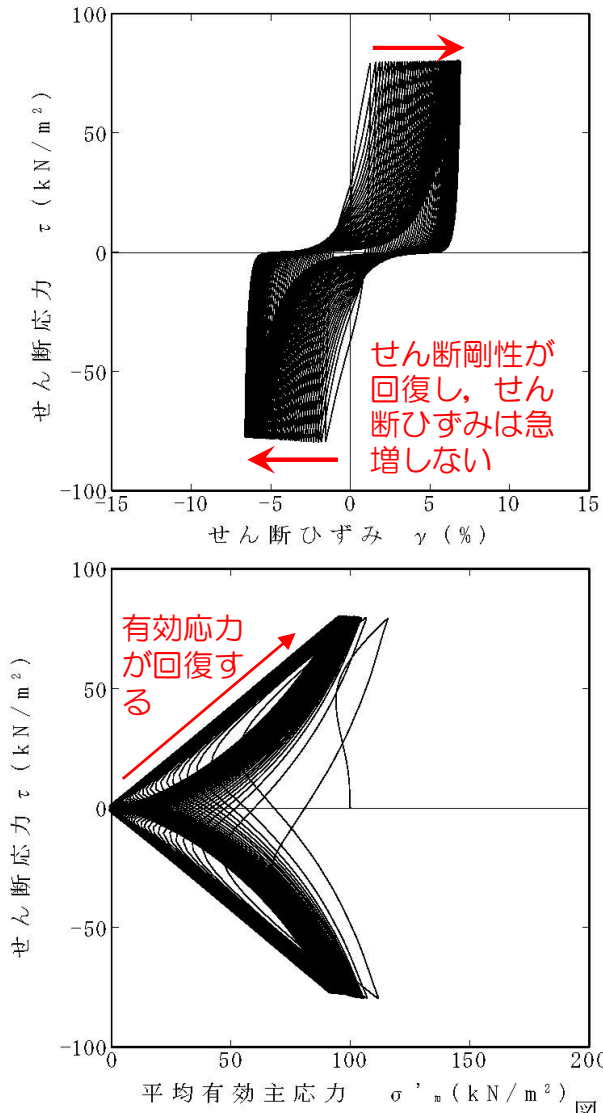 100
50
0
-50
-100
せん断応力 τ (kN/m²)
せん断剛性が
回復し，せん
断ひずみは急
増しない
-15
-10
-5
0
5
10
15
せん断ひずみ γ (%)
100
50
0
-50
-100
せん断応力 τ (kN/m²)
有効応力
が回復す
る
0
50
100
150
200
平均有効主応力 σ'm (kN/m²)
図